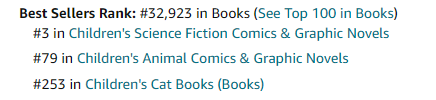 Best Sellers Rank: #32,923 in Books (See Top 100 in Books)
#3 in Children's Science Fiction Comics & Graphic Novels
#79 in Children's Animal Comics & Graphic Novels
#253 in Children's Cat Books (Books)